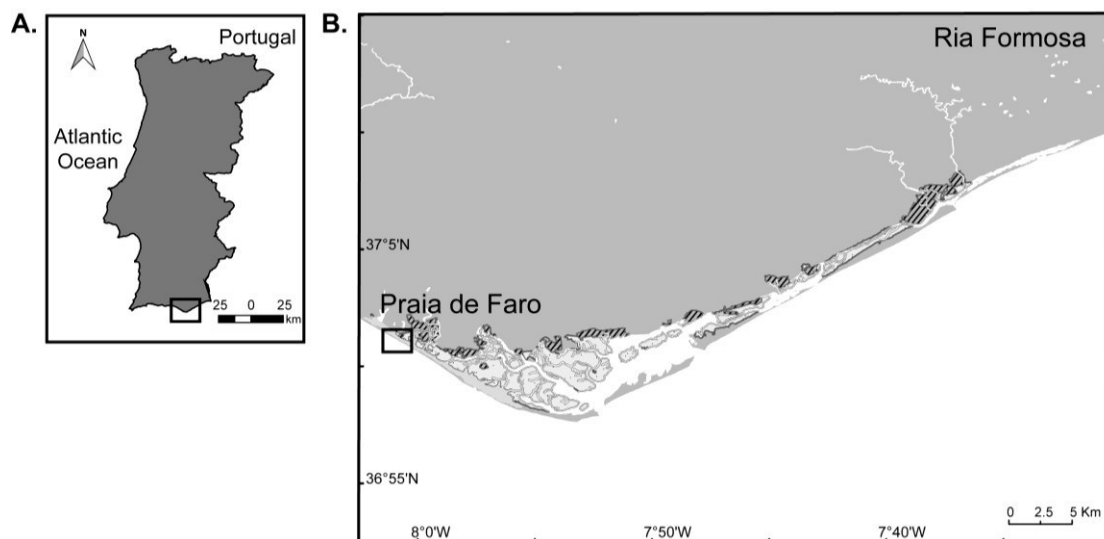 A.
N
Portugal
Atlantic
Ocean
25 0 25
km
B.
Ria Formosa
37°5'N
Praia de Faro
36°55'N
8°0'W
7°50'W
7°40'W
0 2.5 5 Km